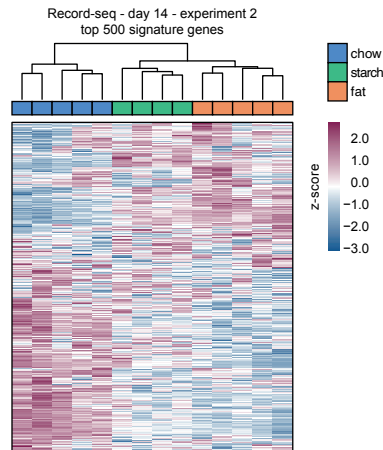 Record-seq - day 14 - experiment 2
top 500 signature genes
chow
starch
fat
z-score
2.0
1.0
0.0
−1.0
−2.0
−3.0